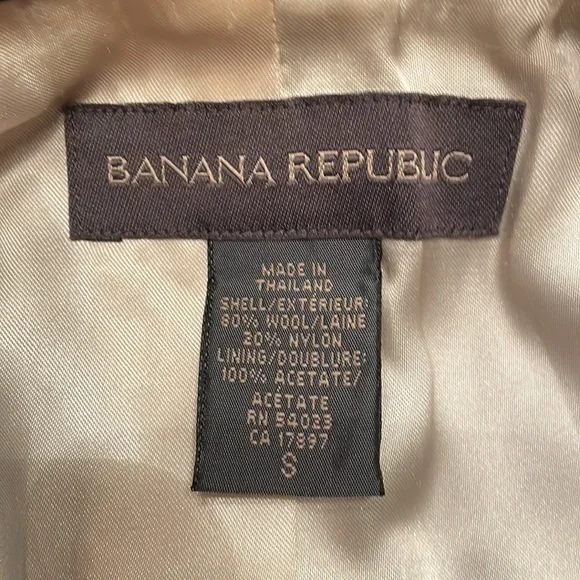 BANANA REPUBLIC
MADE IN
THAILAND
SHELL/EXTÉRIEUR:
80% WOOL/LAINE
20% NYLON
LINING/DOUBLURE:
100% ACETATE/
ACETATE
RN 54023
CA 17897
S